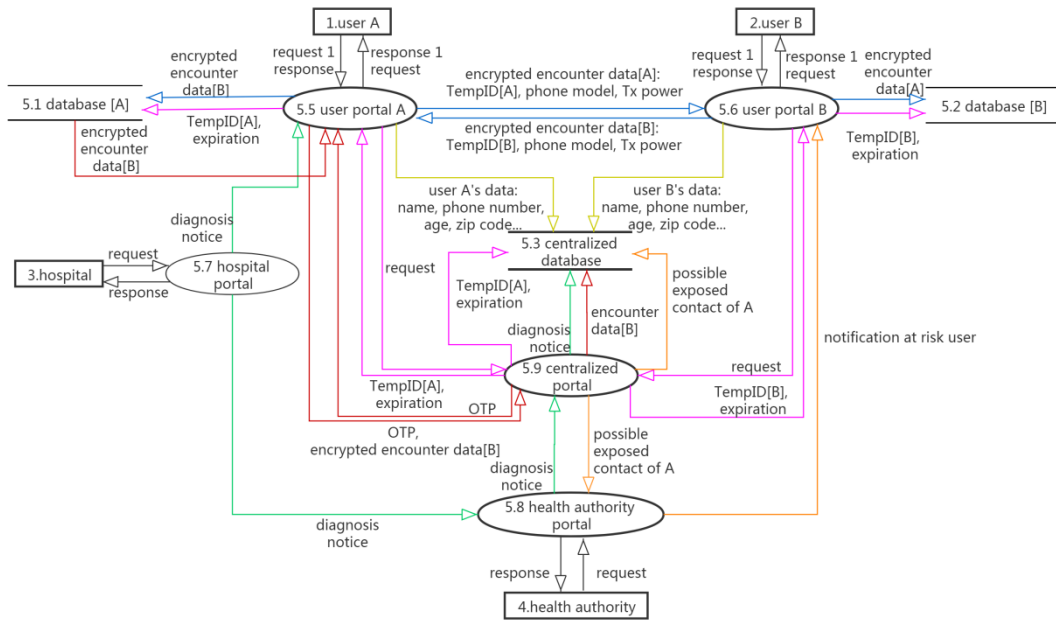 1.user A
2.user B
request 1
response
response 1
request
request 1
response
response 1
request
encrypted
encounter
data[B]
encrypted encounter data[A]:
TempID[A], phone model, Tx power
encrypted
encounter
data[A]
5.1 database [A]
5.5 user portal A
5.6 user portal B
5.2 database [B]
TempID[A],
expiration
encrypted encounter data[B]:
TempID[B], phone model, Tx power
TempID[B],
expiration
encrypted
encounter
data[B]
user A's data:
name, phone number,
age, zip code...
user B's data:
name, phone number,
age, zip code...
diagnosis
notice
5.3 centralized
database
request
3.hospital
5.7 hospital
portal
response
request
TempID[A],
expiration
possible
exposed
contact of A
encounter
data[B]
diagnosis
notice
notification at risk user
5.9 centralized
portal
request
TempID[A],
expiration
TempID[B],
expiration
OTP
OTP,
encrypted encounter data[B]
possible
exposed
contact of A
diagnosis
notice
5.8 health authority
portal
diagnosis
notice
response
request
4.health authority